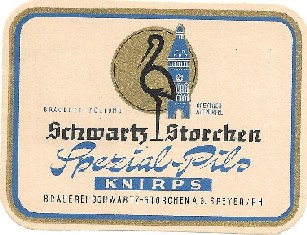 Schwartz Storchen
Spezial-Pils
KNIRPS
BRAUEREI SCHWARTZ-STORCHEN A.G. SPEYER/RH